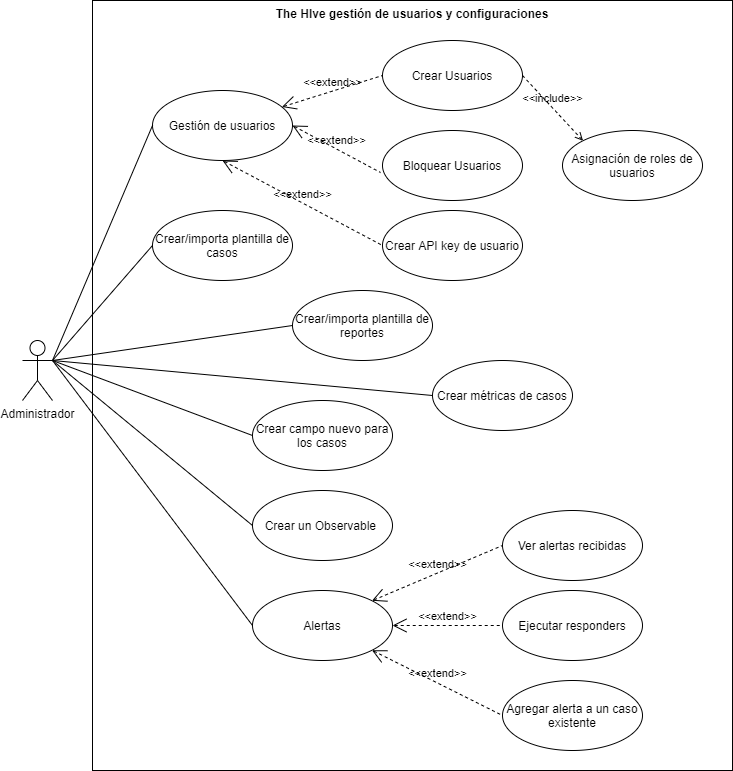 The HIve gestión de usuarios y configuraciones
Crear Usuarios
<<extend>>
<<include>>
Gestión de usuarios
<<extend>>
Bloquear Usuarios
Asignación de roles de
usuarios
<<extend>>
Crear/importa plantilla de
casos
Crear API key de usuario
Crear/importa plantilla de
reportes
Administrador
Crear métricas de casos
Crear campo nuevo para
los casos
Crear un Observable
Ver alertas recibidas
<<extend>>
Alertas
<<extend>>
Ejecutar responders
<<extend>>
Agregar alerta a un caso
existente